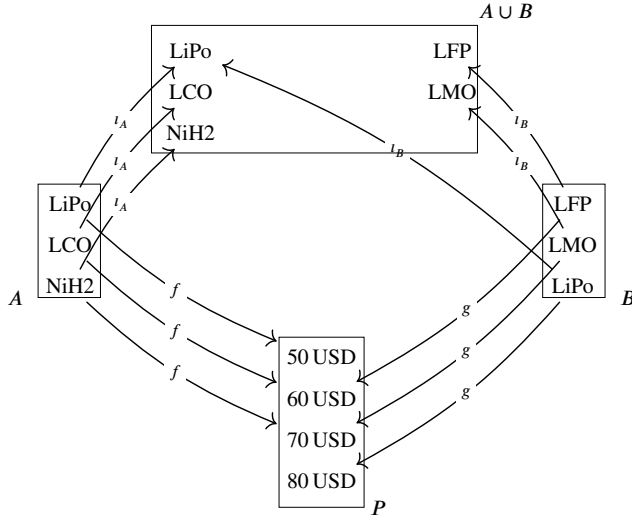 A ∪ B
LiPo LFP
LCO LMO
NiH2
ι_A ι_B
ι_A ι_B ι_B
ι_A
LiPo LFP
LCO LMO
NiH2 LiPo
A B
f g
f g
f g
50 USD
60 USD
70 USD
80 USD
P